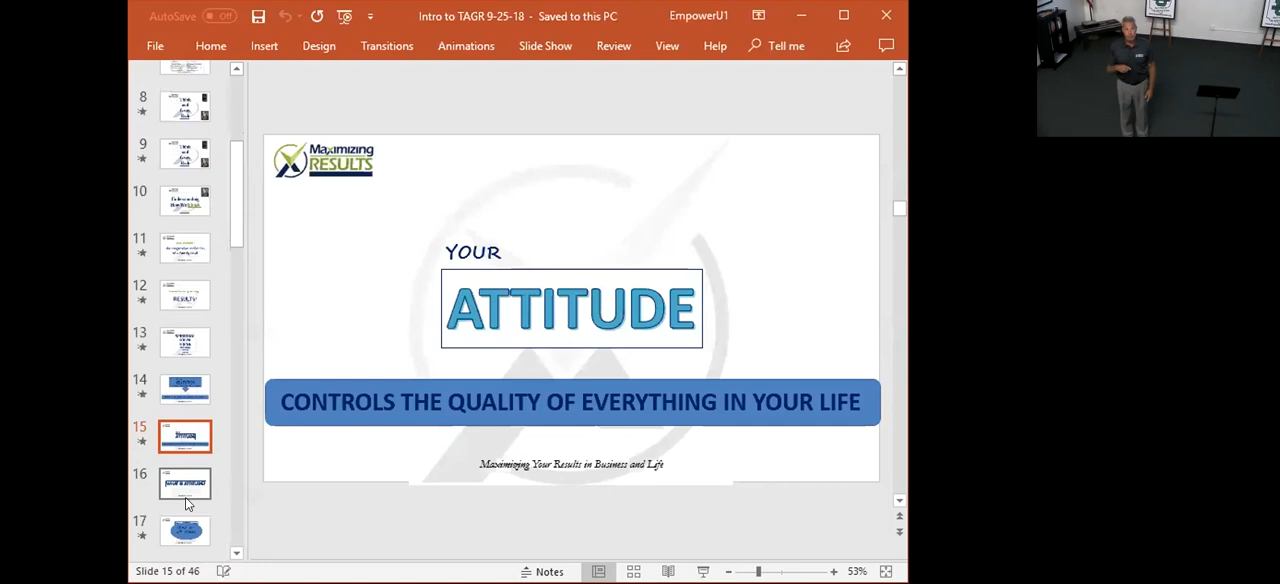 AutoSave Off
Intro to TAGR 9-25-18 - Saved to this PC
EmpowerU1
File Home Insert Design Transitions Animations Slide Show Review View Help Tell me
8
9
10
11
12
13
14
15
16
17
Maximizing
RESULTS
YOUR
ATTITUDE
CONTROLS THE QUALITY OF EVERYTHING IN YOUR LIFE
Maximizing Your Results in Business and Life
Slide 15 of 46
Notes
53%